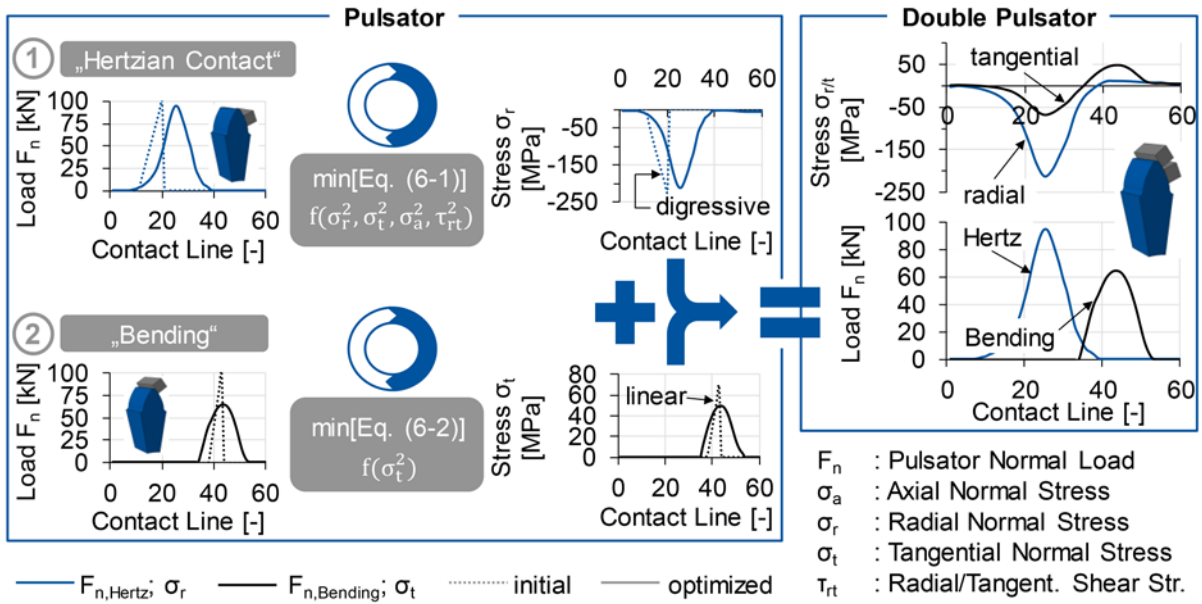 Pulsator
1
„Hertzian Contact“
Load Fₙ [kN]
100
75
50
25
0
0 20 40 60
Contact Line [-]
min[Eq. (6-1)]
f(σᵣ², σₜ², σₐ², τᵣₜ²)
Stress σᵣ
[MPa]
0 20 40 60
-50
-150
-250
digressive
Contact Line [-]
2
„Bending“
Load Fₙ [kN]
100
75
50
25
0
0 20 40 60
Contact Line [-]
min[Eq. (6-2)]
f(σₜ²)
Stress σₜ
[MPa]
80
60
40
20
0
linear
0 20 40 60
Contact Line [-]
Double Pulsator
Stress σᵣ/ₜ
[MPa]
50
-50
-150
-250
tangential
radial
Load Fₙ [kN]
100
80
60
40
20
0
Hertz
Bending
0 20 40 60
Contact Line [-]
Fₙ : Pulsator Normal Load
σₐ : Axial Normal Stress
σᵣ : Radial Normal Stress
σₜ : Tangential Normal Stress
τᵣₜ : Radial/Tangent. Shear Str.
Fₙ,Hertz; σᵣ Fₙ,Bending; σₜ initial optimized